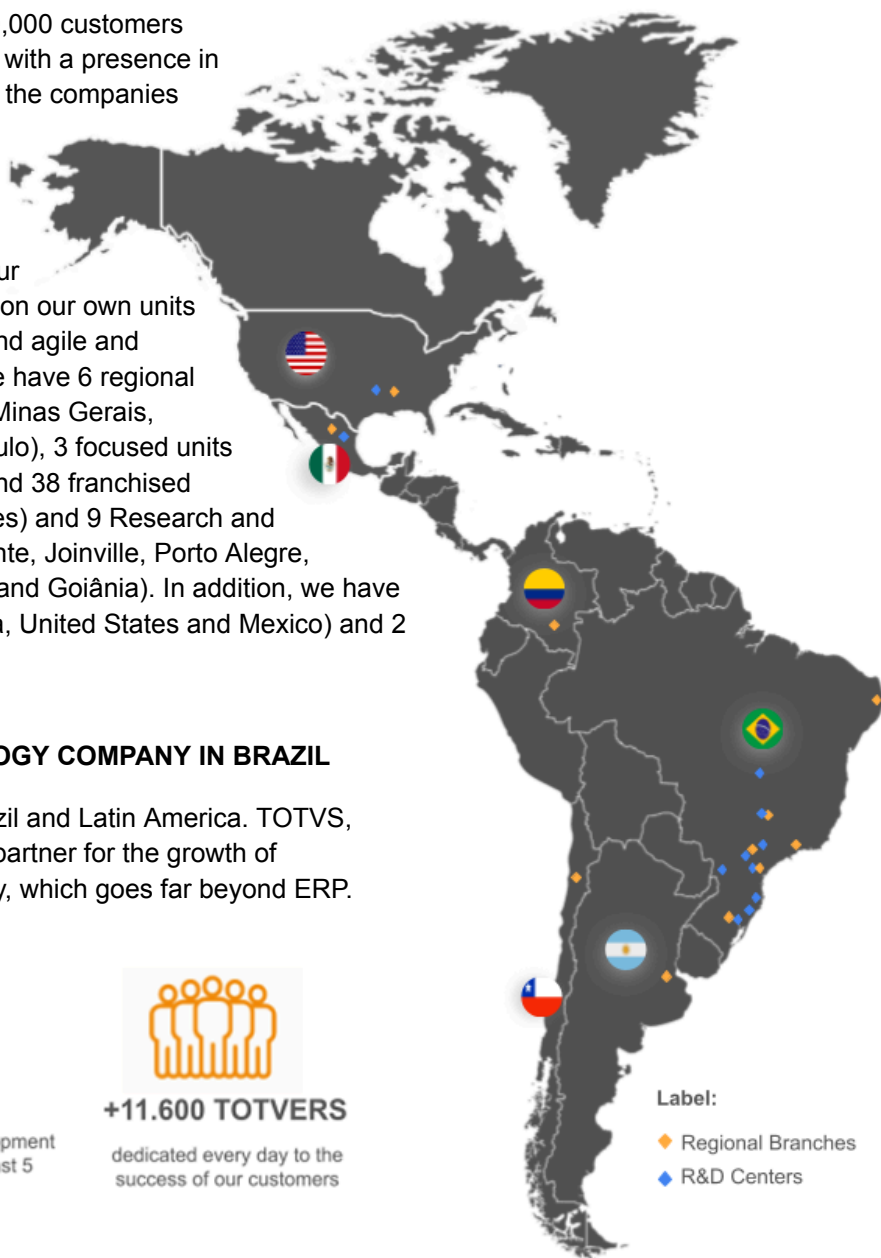 ,000 customers
with a presence in
the companies
ur
on our own units
nd agile and
e have 6 regional
Minas Gerais,
ulo), 3 focused units
nd 38 franchised
es) and 9 Research and
nte, Joinville, Porto Alegre,
and Goiânia). In addition, we have
a, United States and Mexico) and 2
OGY COMPANY IN BRAZIL
zil and Latin America. TOTVS,
partner for the growth of
y, which goes far beyond ERP.
+11.600 TOTVERS
dedicated every day to the
success of our customers
pment
ast 5
Label:
Regional Branches
R&D Centers